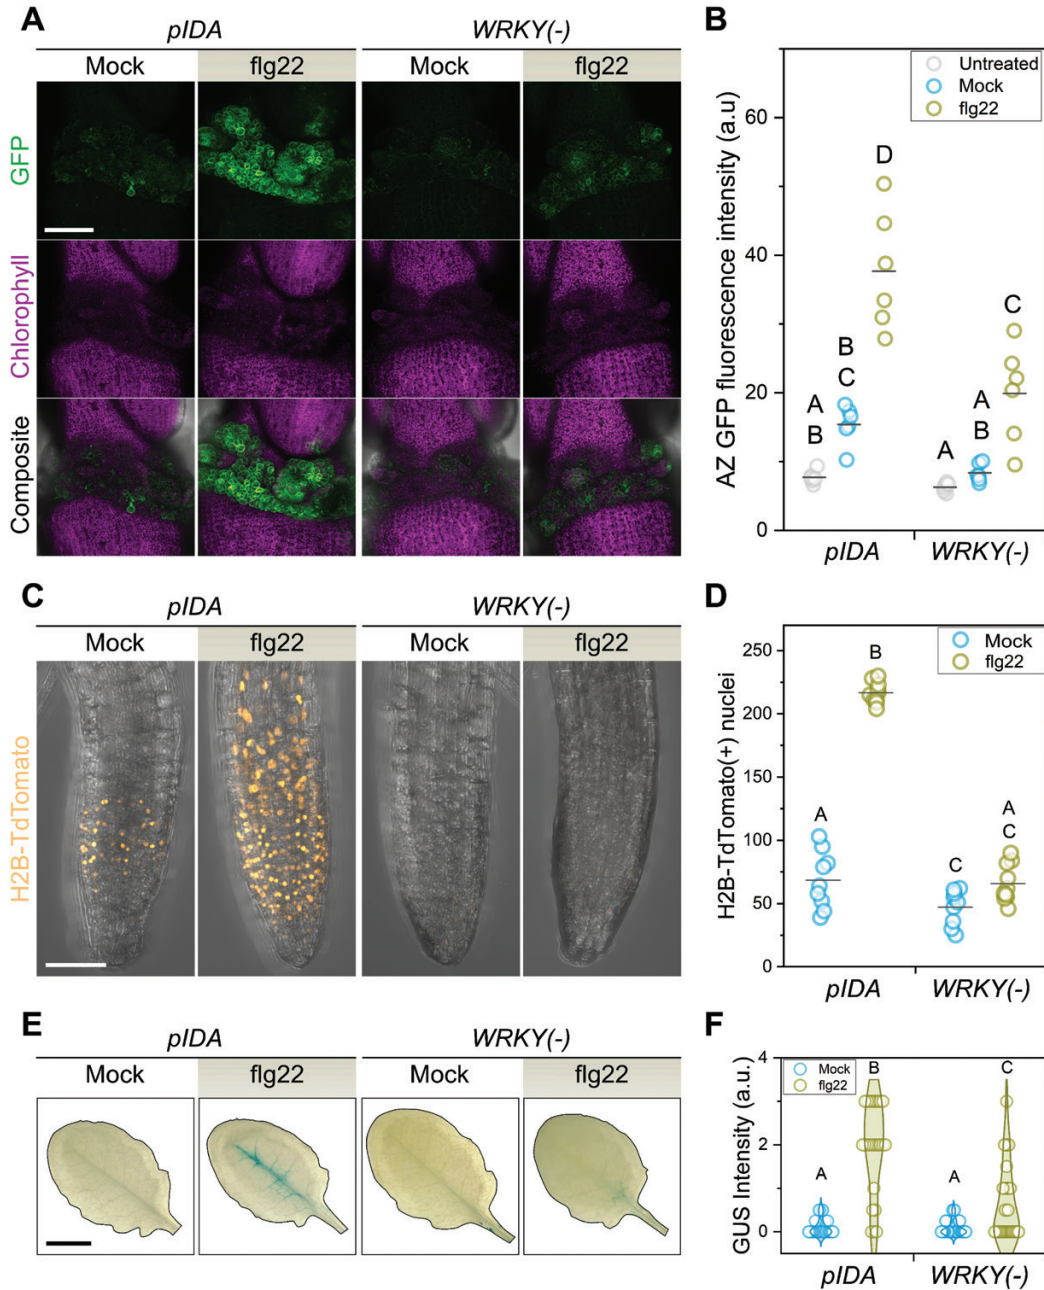 A
pIDA WRKY(-)
Mock flg22 Mock flg22
GFP
Chlorophyll
Composite
B
AZ GFP fluorescence intensity (a.u)
Untreated
Mock
flg22
60
40
20
0
A
B
B
C
D
A
A
B
C
pIDA WRKY(-)
C
pIDA WRKY(-)
Mock flg22 Mock flg22
H2B-TdTomato
D
H2B-TdTomato(+) nuclei
Mock
flg22
250
200
150
100
50
0
A
B
C
A
C
pIDA WRKY(-)
E
pIDA WRKY(-)
Mock flg22 Mock flg22
F
GUS Intensity (a.u.)
Mock
flg22
4
2
0
A
B
A
C
pIDA WRKY(-)